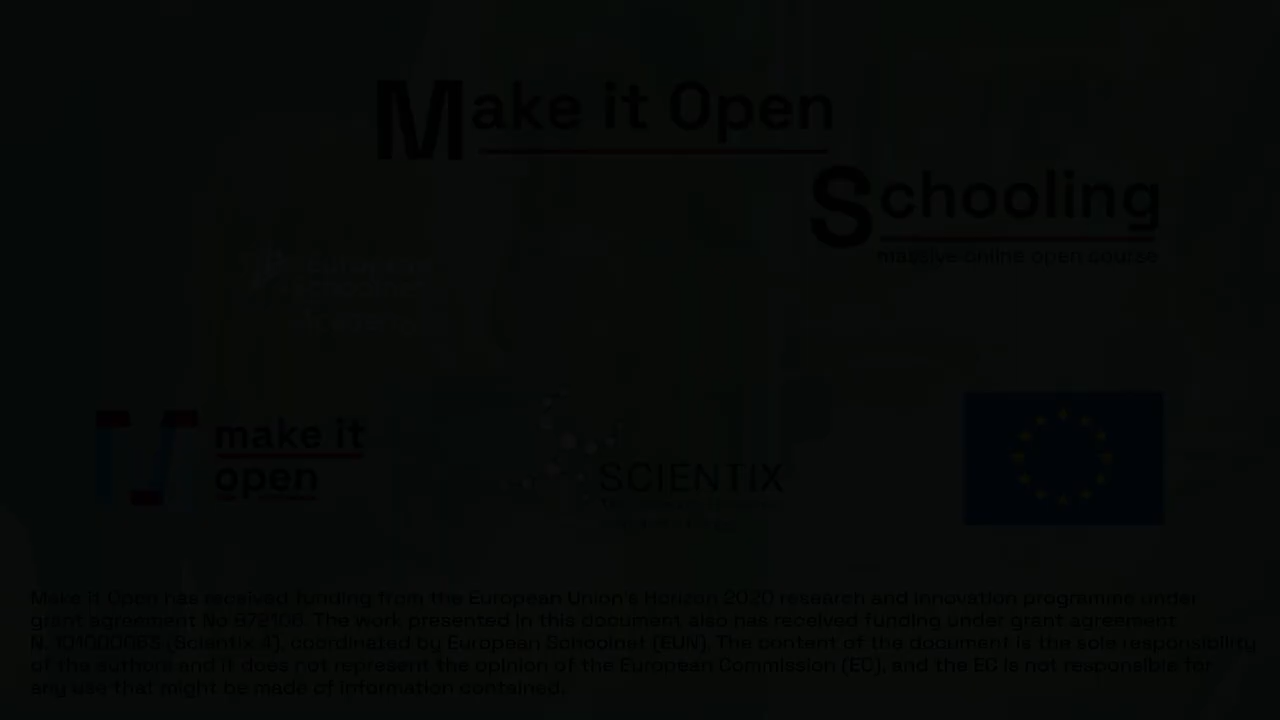 Make it Open
Schooling
massive online open course
European
Schoolnet
Academy
make it
open
SCIENTIX
Make it Open has received funding from the European Union's Horizon 2020 research and innovation programme under
grant agreement No 872106. The work presented in this document also has received funding under grant agreement
N. 101000063 (Scientix 4), coordinated by European Schoolnet (EUN). The content of the document is the sole responsibility
of the authors and it does not represent the opinion of the European Commission (EC), and the EC is not responsible for
any use that might be made of information contained.